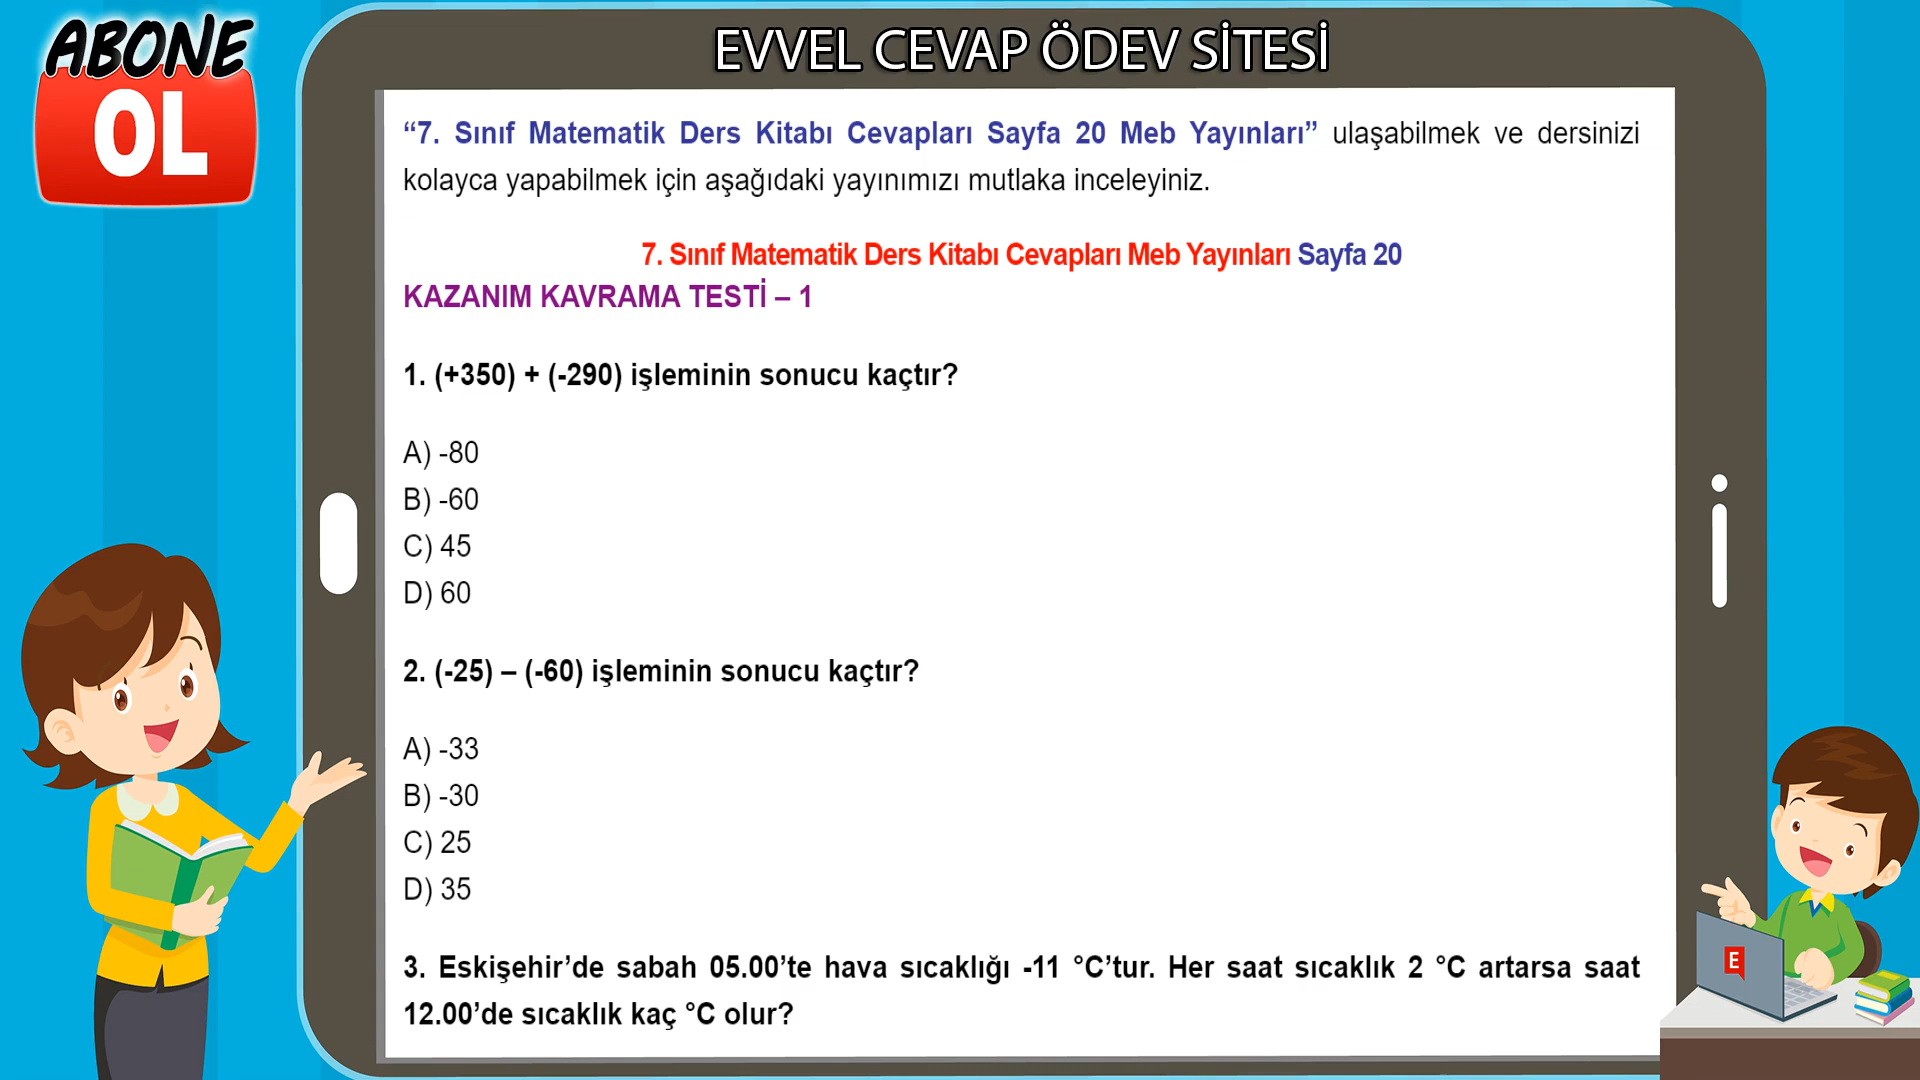 ABONE
OL
EVVEL CEVAP ÖDEV SİTESİ
“7. Sınıf Matematik Ders Kitabı Cevapları Sayfa 20 Meb Yayınları” ulaşabilmek ve dersinizi
kolayca yapabilmek için aşağıdaki yayınımızı mutlaka inceleyiniz.
7. Sınıf Matematik Ders Kitabı Cevapları Meb Yayınları Sayfa 20
KAZANIM KAVRAMA TESTİ – 1
1. (+350) + (-290) işleminin sonucu kaçtır?
A) -80
B) -60
C) 45
D) 60
2. (-25) – (-60) işleminin sonucu kaçtır?
A) -33
B) -30
C) 25
D) 35
3. Eskişehir’de sabah 05.00’te hava sıcaklığı -11 °C’tur. Her saat sıcaklık 2 °C artarsa saat
12.00’de sıcaklık kaç °C olur?
E